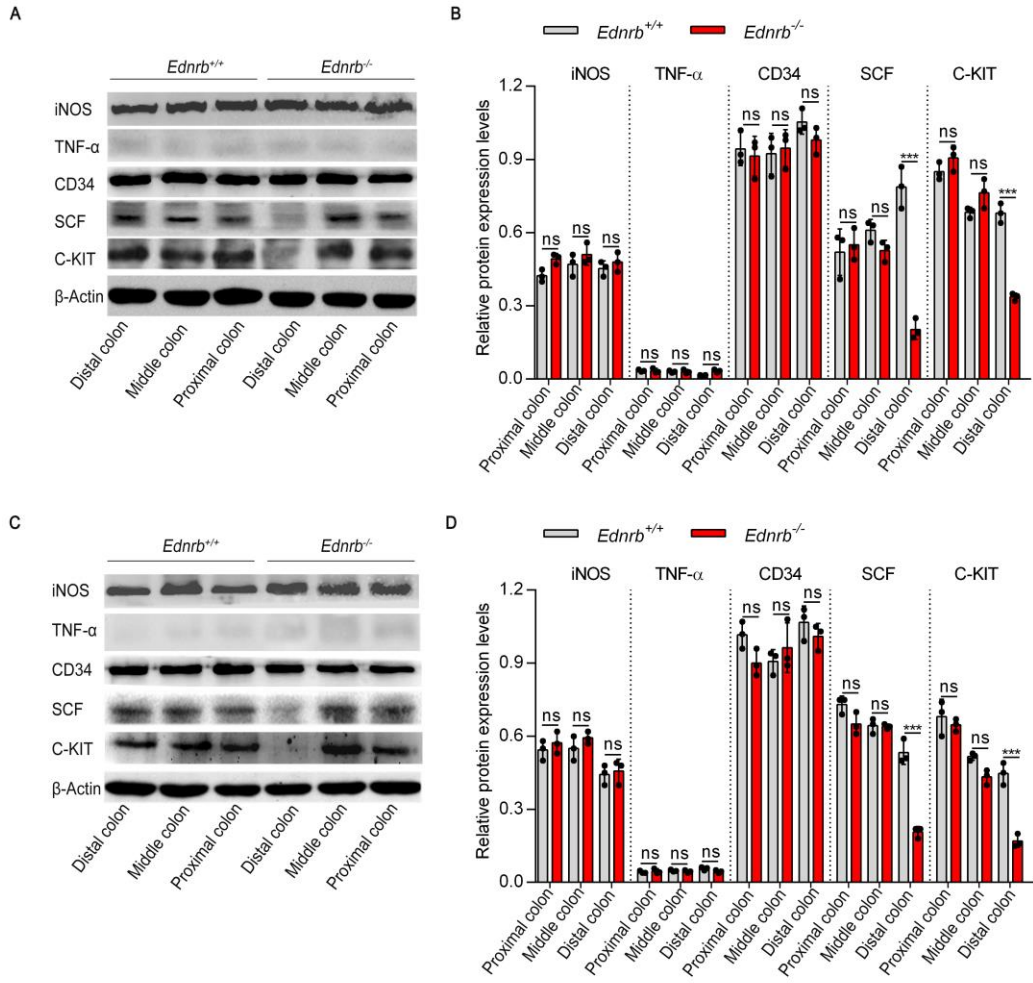 A
Ednrb+/+ Ednrb-/-
iNOS
TNF-α
CD34
SCF
C-KIT
β-Actin
Distal colon Middle colon Proximal colon Distal colon Middle colon Proximal colon
B
Ednrb+/+ Ednrb-/-
iNOS TNF-α CD34 SCF C-KIT
Relative protein expression levels
1.2
0.9
0.6
0.3
0.0
ns ns ns ns ns ns ns ns ns ns ns *** ns ns ***
Proximal colon Middle colon Distal colon Proximal colon Middle colon Distal colon Proximal colon Middle colon Distal colon Proximal colon Middle colon Distal colon Proximal colon Middle colon Distal colon
C
Ednrb+/+ Ednrb-/-
iNOS
TNF-α
CD34
SCF
C-KIT
β-Actin
Distal colon Middle colon Proximal colon Distal colon Middle colon Proximal colon
D
Ednrb+/+ Ednrb-/-
iNOS TNF-α CD34 SCF C-KIT
Relative protein expression levels
1.2
0.9
0.6
0.3
0.0
ns ns ns ns ns ns ns ns ns ns ns *** ns ns ***
Proximal colon Middle colon Distal colon Proximal colon Middle colon Distal colon Proximal colon Middle colon Distal colon Proximal colon Middle colon Distal colon Proximal colon Middle colon Distal colon